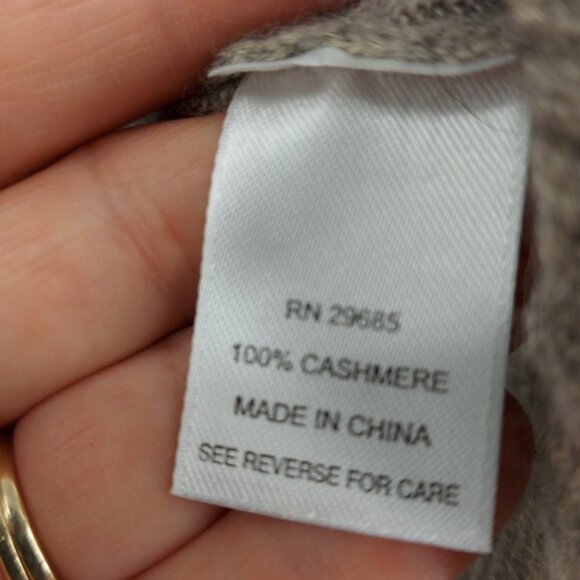 RN 29685
100% CASHMERE
MADE IN CHINA
SEE REVERSE FOR CARE